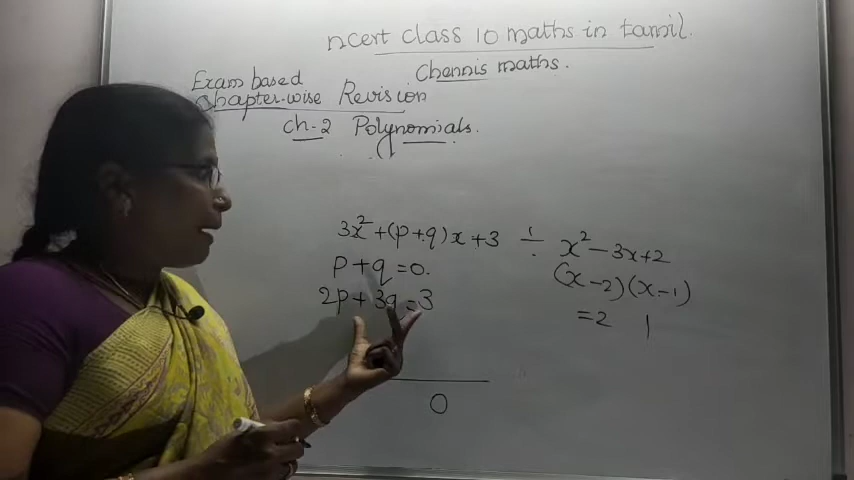 ncert class 10 maths in tamil.
Chennis maths.
Exam based
Chapter-wise Revision
Ch-2 Polynomials.
3x² + (p+q)x + 3 ÷ x² - 3x + 2
p + q = 0.
(x-2)(x-1)
2p + 3q = 3
= 2 1
0